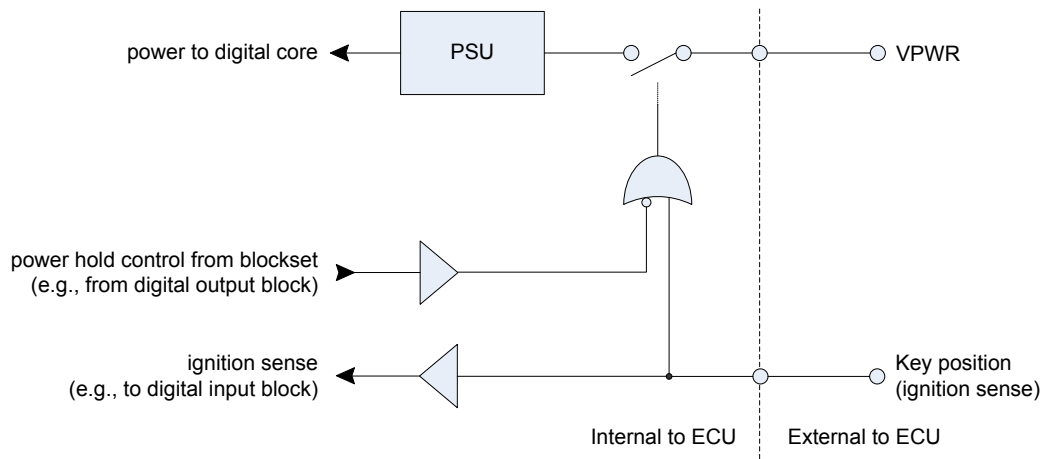 power to digital core
PSU
VPWR
power hold control from blockset
(e.g., from digital output block)
ignition sense
(e.g., to digital input block)
Key position
(ignition sense)
Internal to ECU
External to ECU